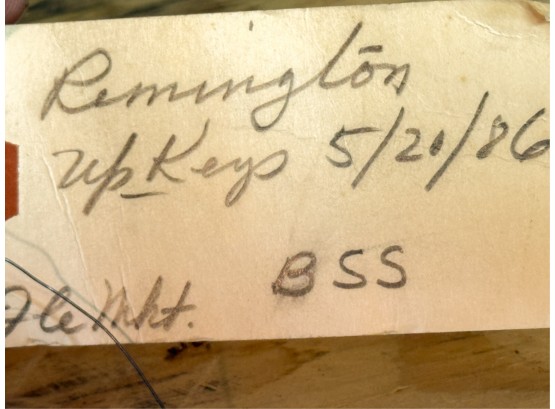 Remington
Up Keys 5/20/86
BSS
Fle Mkt.